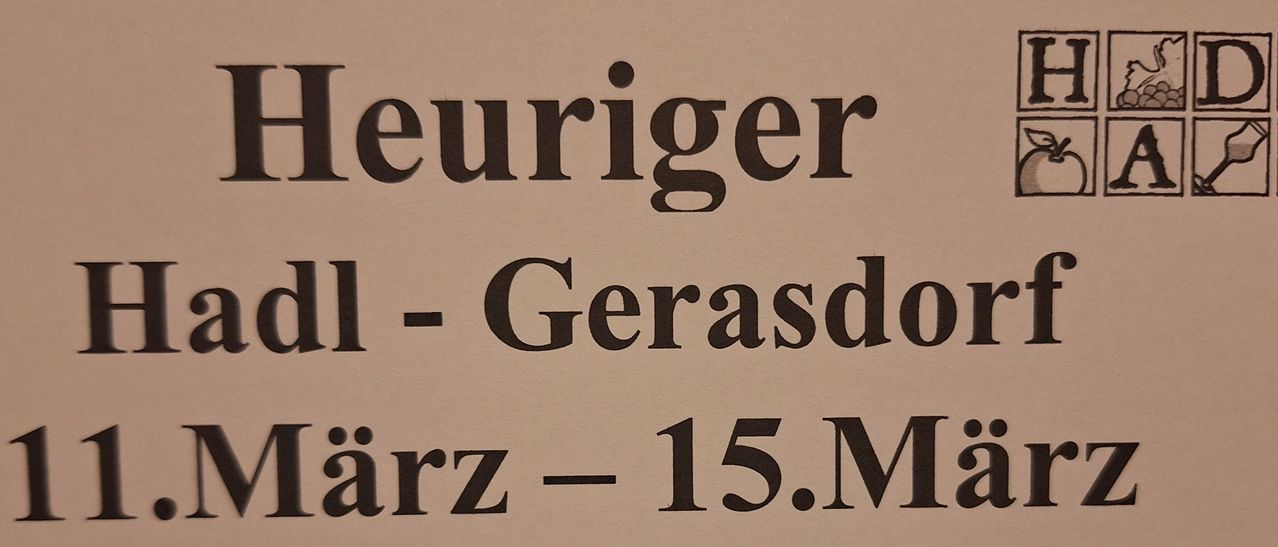 Heuriger
H D
A
Hadl - Gerasdorf
11.März – 15.März